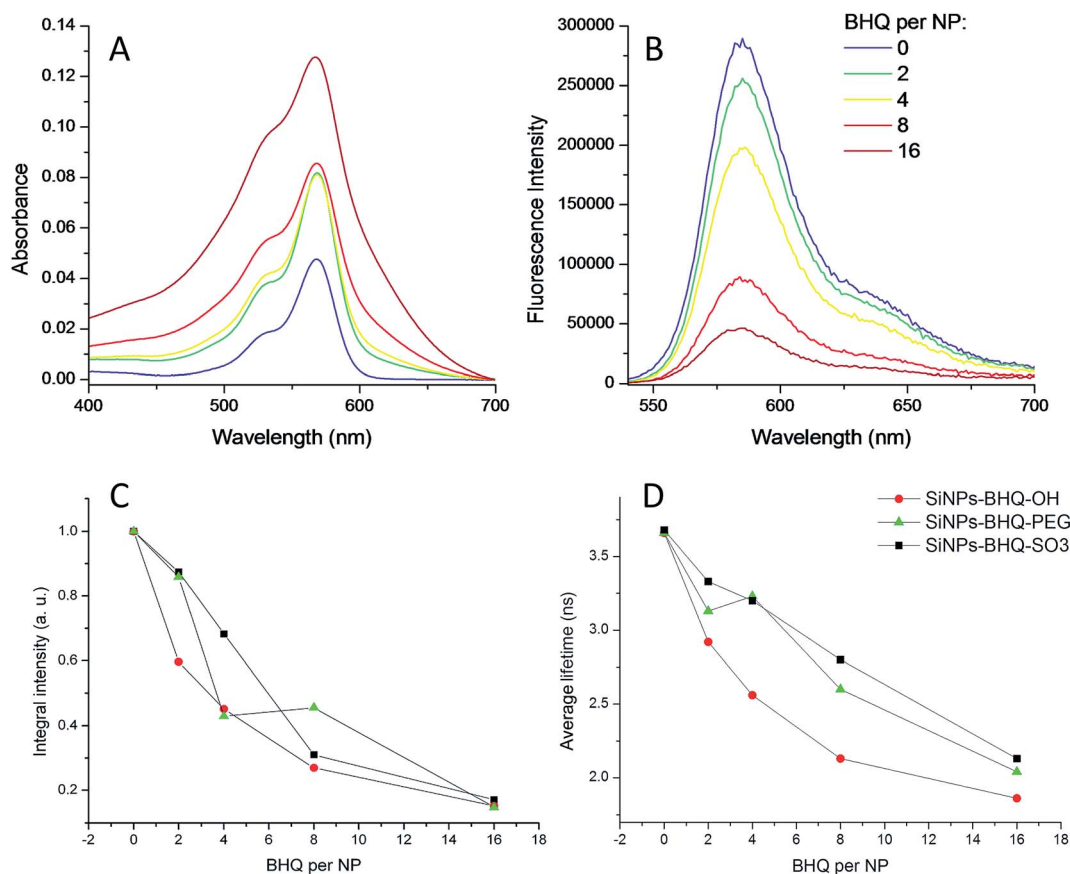 A
Absorbance
0.14
0.12
0.10
0.08
0.06
0.04
0.02
0.00
400
500
600
700
Wavelength (nm)
B
Fluorescence Intensity
300000
250000
200000
150000
100000
50000
0
550
600
650
700
Wavelength (nm)
BHQ per NP:
0
2
4
8
16
C
Integral intensity (a. u.)
1.0
0.8
0.6
0.4
0.2
-2 0 2 4 6 8 10 12 14 16 18
BHQ per NP
D
Average lifetime (ns)
3.5
3.0
2.5
2.0
-2 0 2 4 6 8 10 12 14 16 18
BHQ per NP
SiNPs-BHQ-OH
SiNPs-BHQ-PEG
SiNPs-BHQ-SO3